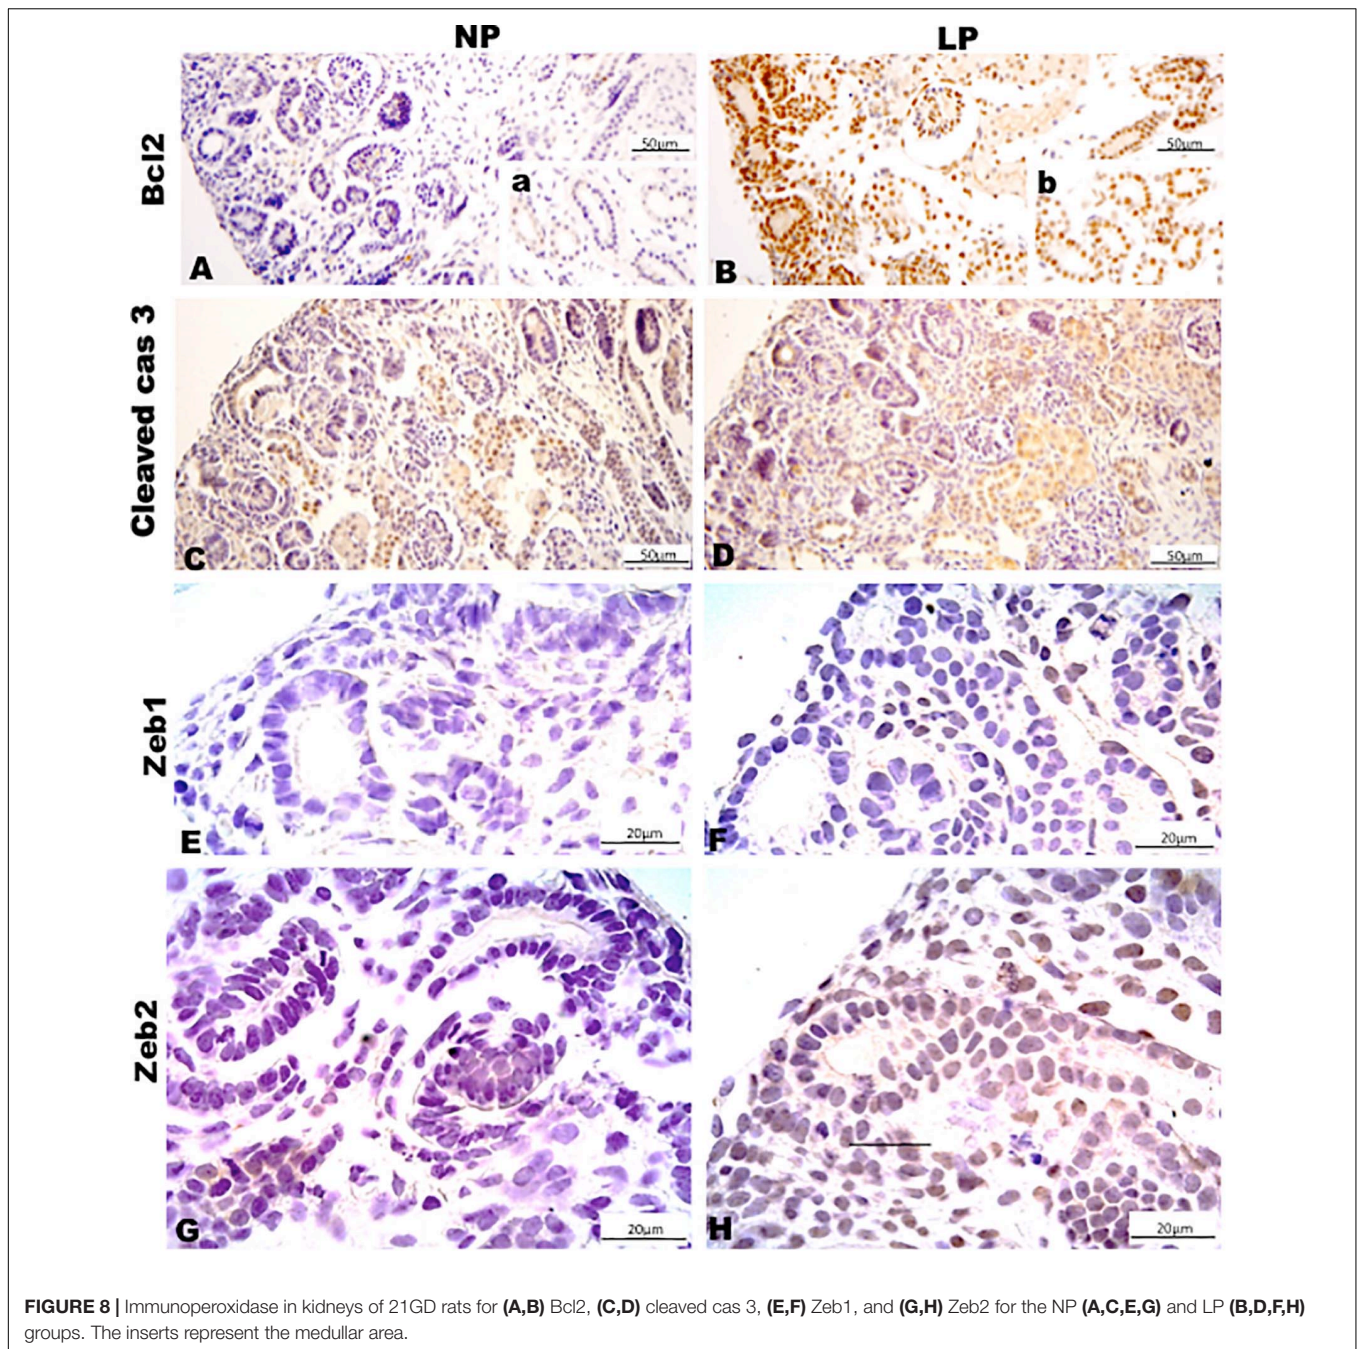 NP
LP
Bcl2
50µm
50µm
a
b
A
B
Cleaved cas 3
C
50µm
D
50µm
Zeb1
E
20µm
F
20µm
Zeb2
G
20µm
H
20µm
FIGURE 8 | Immunoperoxidase in kidneys of 21GD rats for (A,B) Bcl2, (C,D) cleaved cas 3, (E,F) Zeb1, and (G,H) Zeb2 for the NP (A,C,E,G) and LP (B,D,F,H)
groups. The inserts represent the medullar area.